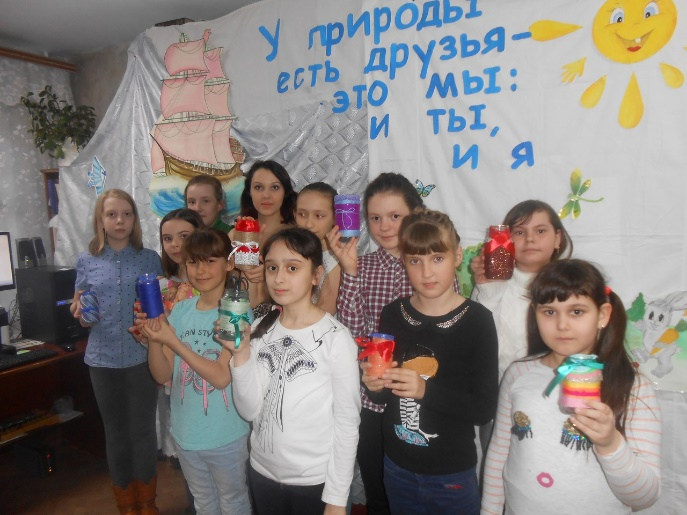 У природы
есть друзья-
это мы:
и ты,
и я